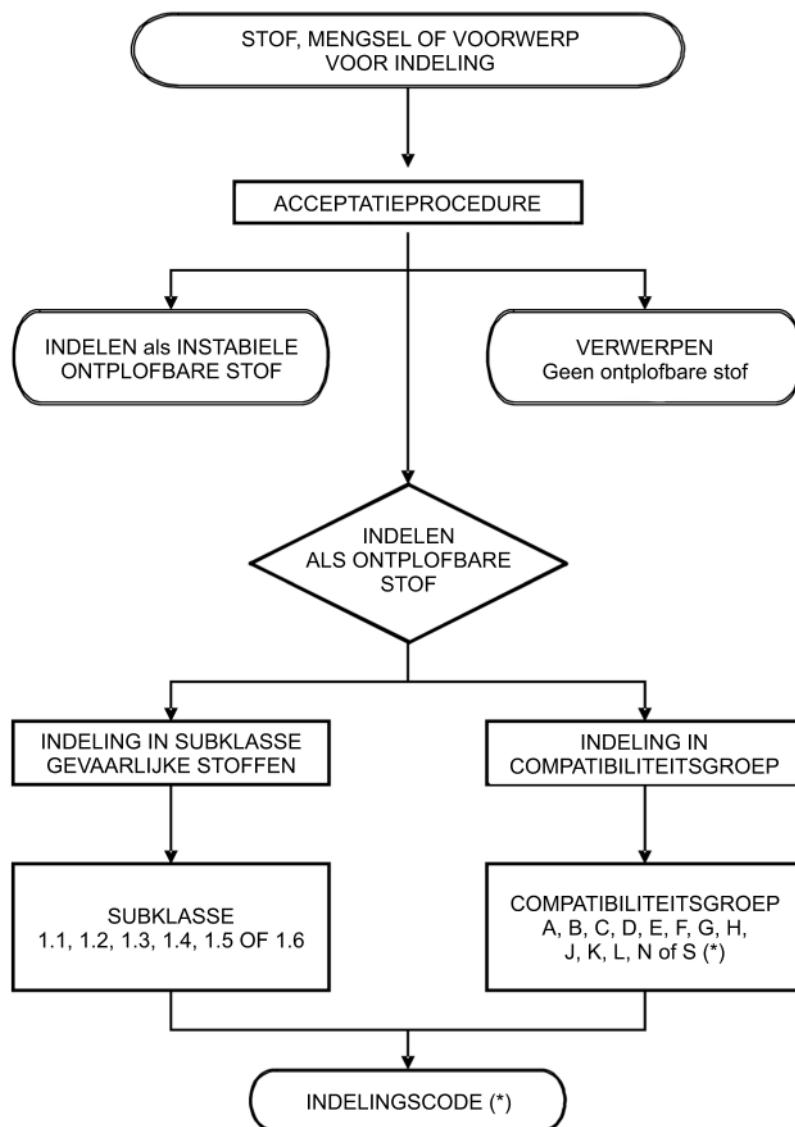 STOF, MENGSEL OF VOORWERP
VOOR INDELING
ACCEPTATIEPROCEDURE
INDELEN als INSTABIELE
ONTPLOFBARE STOF
VERWERPEN
Geen ontplofbare stof
INDELEN
ALS ONTPLOFBARE
STOF
INDELING IN SUBKLASSE
GEVAARLIJKE STOFFEN
INDELING IN
COMPATIBILITEITSGROEP
SUBKLASSE
1.1, 1.2, 1.3, 1.4, 1.5 OF 1.6
COMPATIBILITEITSGROEP
A, B, C, D, E, F, G, H,
J, K, L, N of S (*)
INDELINGSCODE (*)